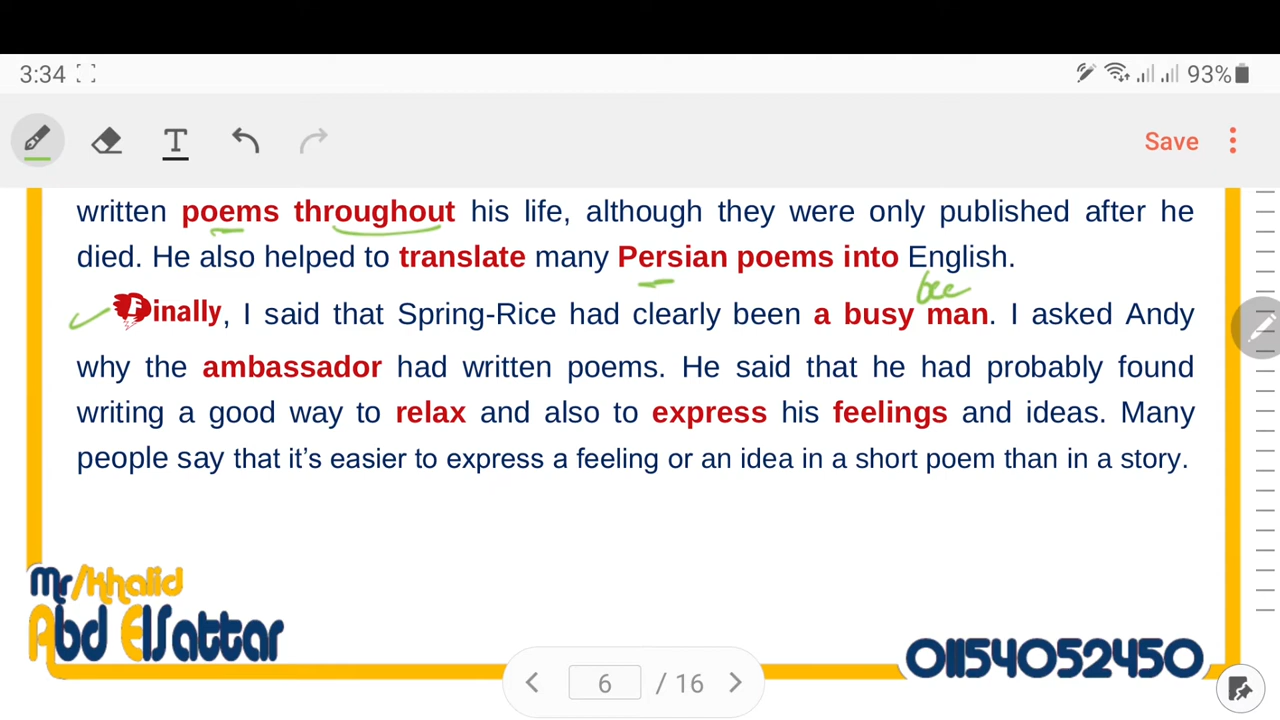 3:34 93%
T Save
written poems throughout his life, although they were only published after he
died. He also helped to translate many Persian poems into English.
bee
Finally, I said that Spring-Rice had clearly been a busy man. I asked Andy
why the ambassador had written poems. He said that he had probably found
writing a good way to relax and also to express his feelings and ideas. Many
people say that it's easier to express a feeling or an idea in a short poem than in a story.
Mr/Khalid
Abd ElSattar
01154052450
6 / 16